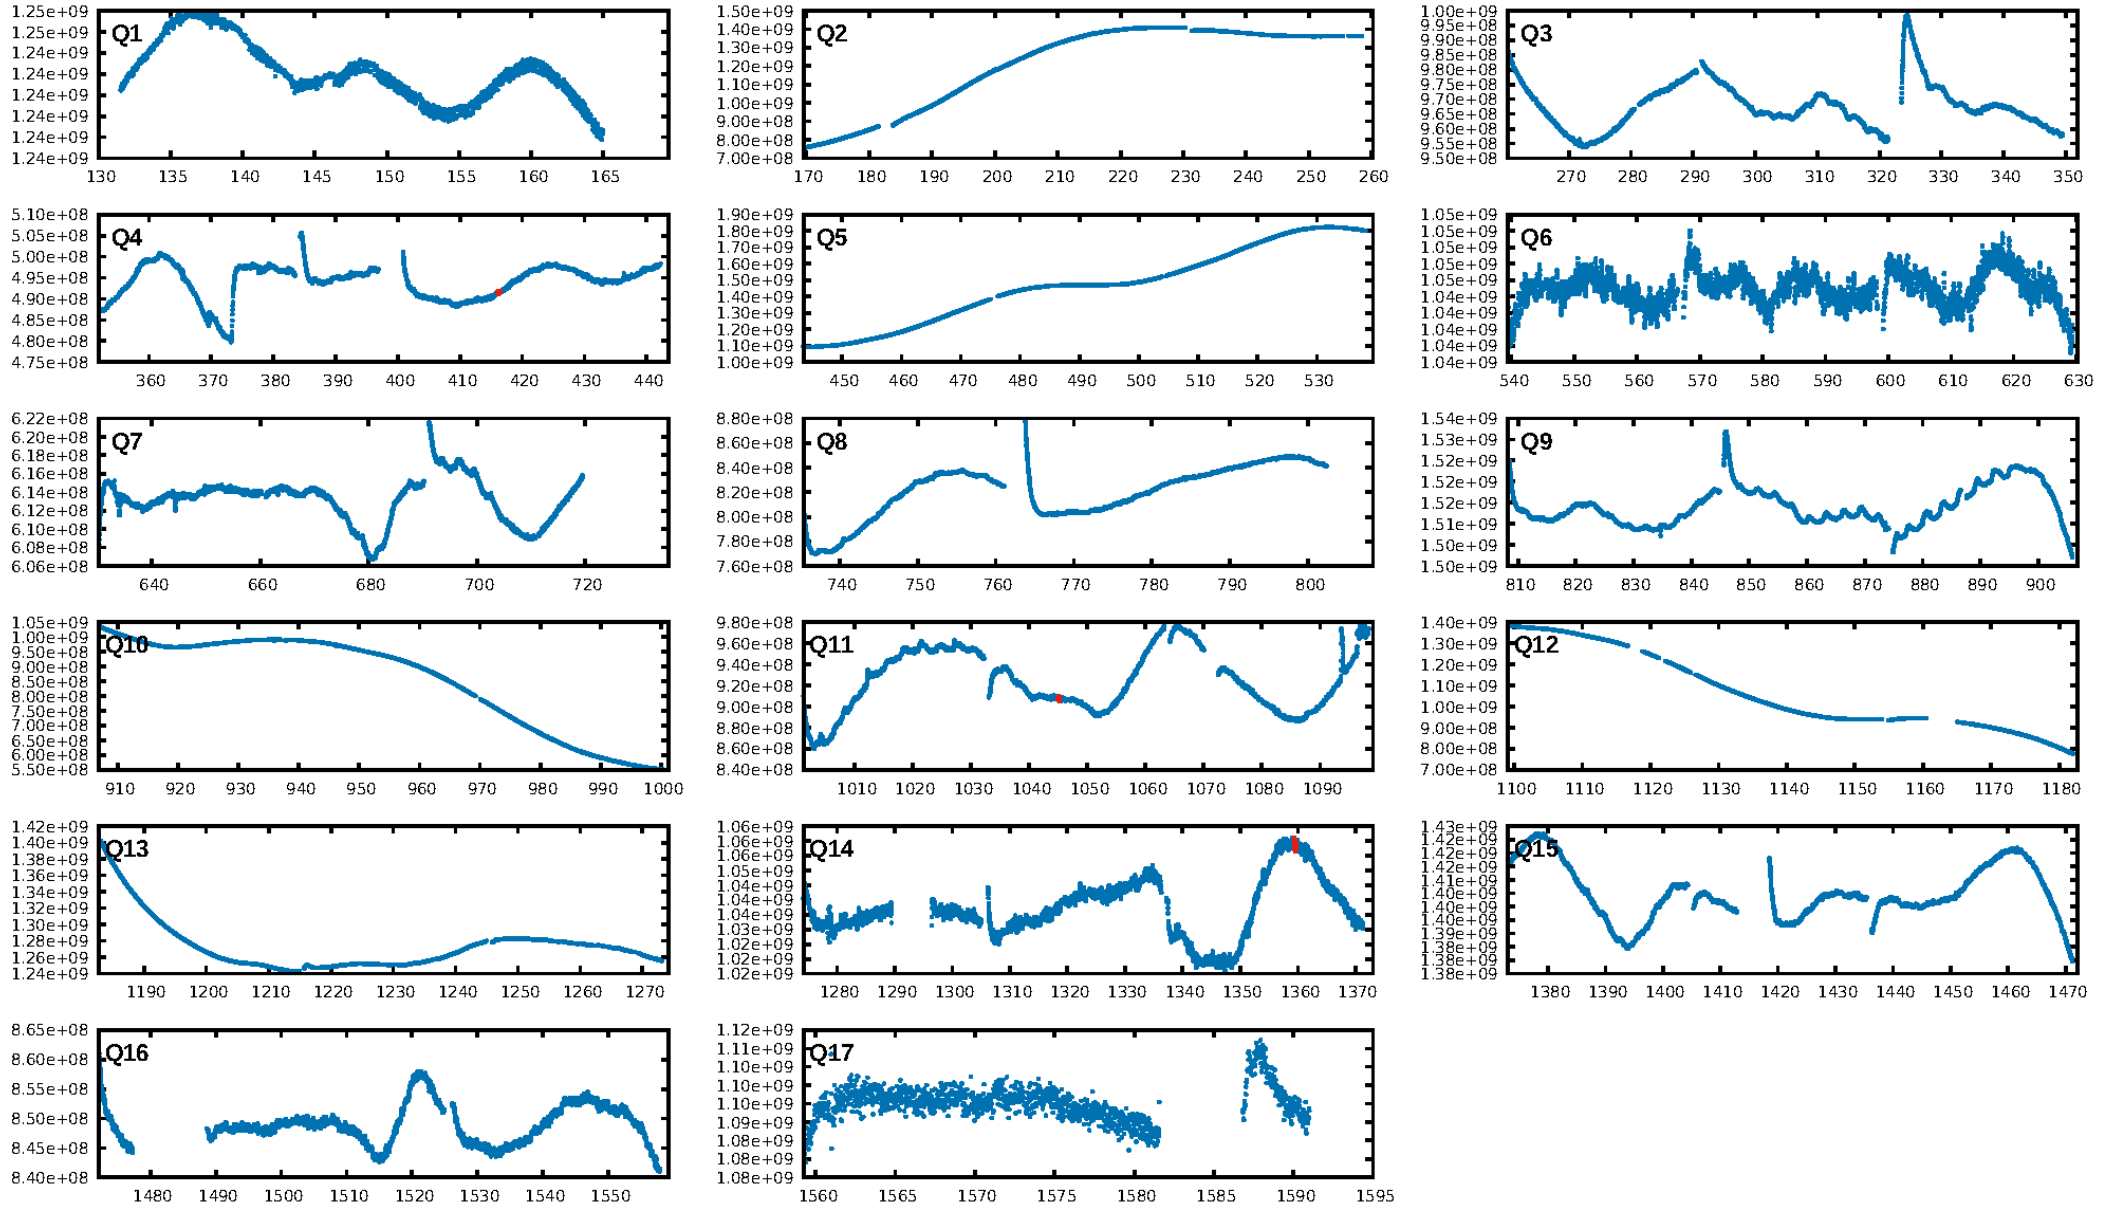 Q1
1.25e+09
1.24e+09
1.24e+09
1.24e+09
1.24e+09
1.24e+09
1.24e+09
1.24e+09
130 135 140 145 150 155 160 165
Q2
1.50e+09
1.40e+09
1.30e+09
1.20e+09
1.10e+09
1.00e+09
9.00e+08
8.00e+08
7.00e+08
170 180 190 200 210 220 230 240 250 260
Q3
1.00e+09
9.95e+08
9.90e+08
9.85e+08
9.80e+08
9.75e+08
9.70e+08
9.65e+08
9.60e+08
9.55e+08
9.50e+08
270 280 290 300 310 320 330 340 350
Q4
5.10e+08
5.05e+08
5.00e+08
4.95e+08
4.90e+08
4.85e+08
4.80e+08
4.75e+08
360 370 380 390 400 410 420 430 440
Q5
1.90e+09
1.80e+09
1.70e+09
1.60e+09
1.50e+09
1.40e+09
1.30e+09
1.20e+09
1.10e+09
1.00e+09
450 460 470 480 490 500 510 520 530
Q6
1.05e+09
1.05e+09
1.05e+09
1.05e+09
1.05e+09
1.04e+09
1.04e+09
1.04e+09
1.04e+09
1.04e+09
540 550 560 570 580 590 600 610 620 630
Q7
6.22e+08
6.20e+08
6.18e+08
6.16e+08
6.14e+08
6.12e+08
6.10e+08
6.08e+08
6.06e+08
640 660 680 700 720
Q8
8.80e+08
8.60e+08
8.40e+08
8.20e+08
8.00e+08
7.80e+08
7.60e+08
740 750 760 770 780 790 800
Q9
1.54e+09
1.53e+09
1.52e+09
1.52e+09
1.51e+09
1.51e+09
1.50e+09
1.50e+09
810 820 830 840 850 860 870 880 890 900
Q10
1.05e+09
1.00e+09
9.50e+08
9.00e+08
8.50e+08
8.00e+08
7.50e+08
7.00e+08
6.50e+08
6.00e+08
5.50e+08
910 920 930 940 950 960 970 980 990 1000
Q11
9.80e+08
9.60e+08
9.40e+08
9.20e+08
9.00e+08
8.80e+08
8.60e+08
8.40e+08
1010 1020 1030 1040 1050 1060 1070 1080 1090
Q12
1.40e+09
1.30e+09
1.20e+09
1.10e+09
1.00e+09
9.00e+08
8.00e+08
7.00e+08
1100 1110 1120 1130 1140 1150 1160 1170 1180
Q13
1.42e+09
1.40e+09
1.38e+09
1.36e+09
1.34e+09
1.32e+09
1.30e+09
1.28e+09
1.26e+09
1.24e+09
1190 1200 1210 1220 1230 1240 1250 1260 1270
Q14
1.06e+09
1.06e+09
1.06e+09
1.05e+09
1.04e+09
1.04e+09
1.04e+09
1.03e+09
1.02e+09
1.02e+09
1.02e+09
1280 1290 1300 1310 1320 1330 1340 1350 1360 1370
Q15
1.43e+09
1.42e+09
1.42e+09
1.42e+09
1.41e+09
1.40e+09
1.40e+09
1.40e+09
1.39e+09
1.39e+09
1.38e+09
1.38e+09
1380 1390 1400 1410 1420 1430 1440 1450 1460 1470
Q16
8.65e+08
8.60e+08
8.55e+08
8.50e+08
8.45e+08
8.40e+08
1480 1490 1500 1510 1520 1530 1540 1550
Q17
1.12e+09
1.11e+09
1.10e+09
1.10e+09
1.10e+09
1.09e+09
1.08e+09
1.08e+09
1.08e+09
1560 1565 1570 1575 1580 1585 1590 1595